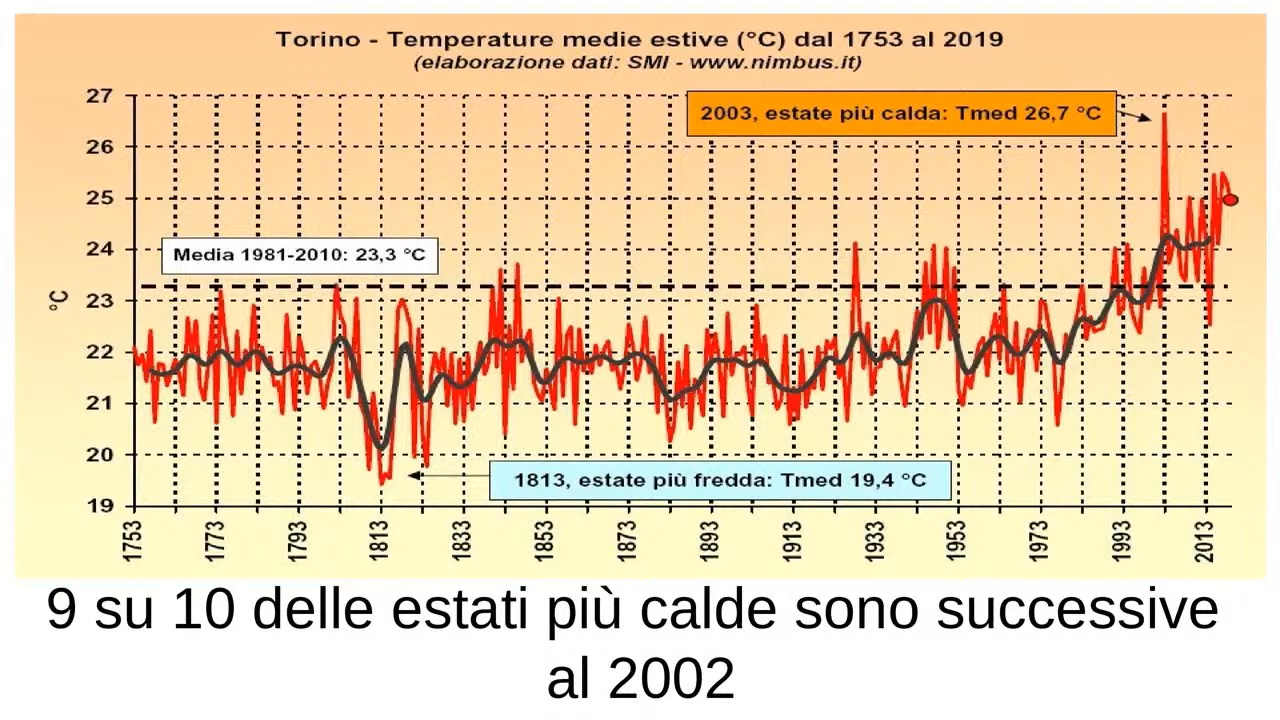 Torino - Temperature medie estive (°C) dal 1753 al 2019
(elaborazione dati: SMI - www.nimbus.it)
27
2003, estate più calda: Tmed 26,7 °C
26
25
24
Media 1981-2010: 23,3 °C
°C
23
22
21
20
1813, estate più fredda: Tmed 19,4 °C
19
1753 1773 1793 1813 1833 1853 1873 1893 1913 1933 1953 1973 1993 2013
9 su 10 delle estati più calde sono successive
al 2002